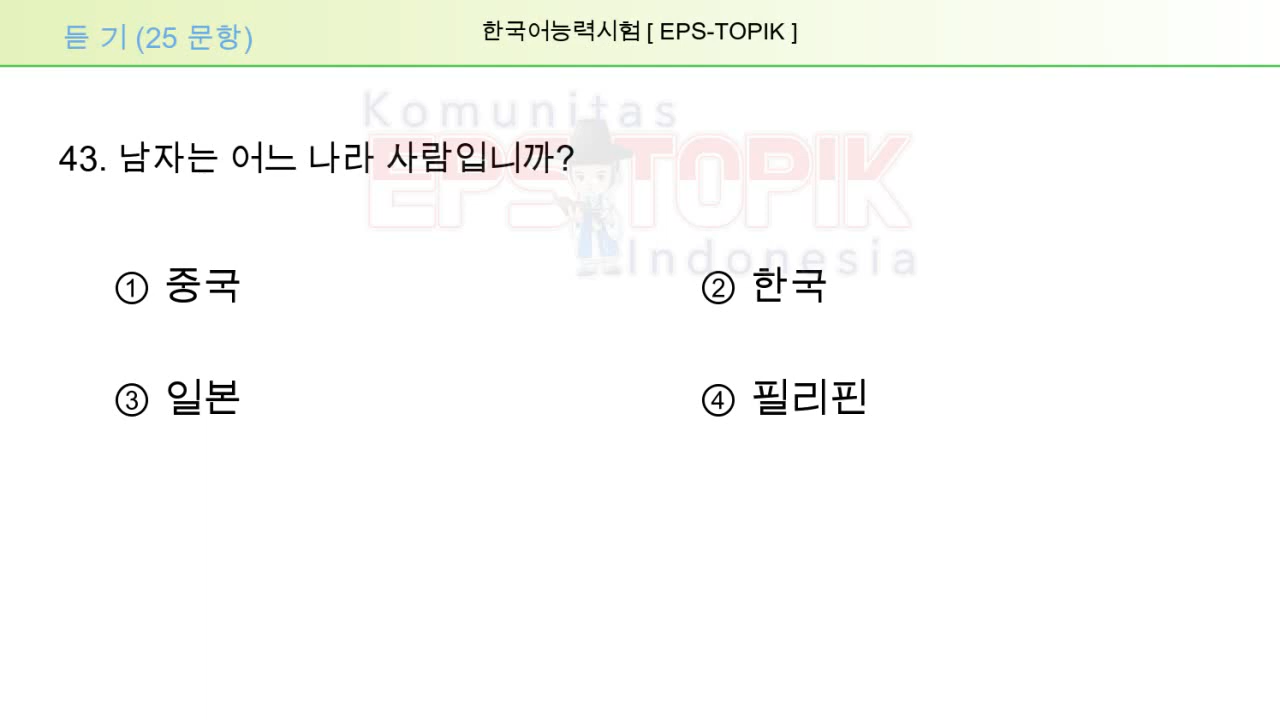 듣 기 (25 문항)
한국어능력시험 [ EPS-TOPIK ]
Komunitas
EPS TOPIK
Indonesia
43. 남자는 어느 나라 사람입니까?
① 중국
② 한국
③ 일본
④ 필리핀